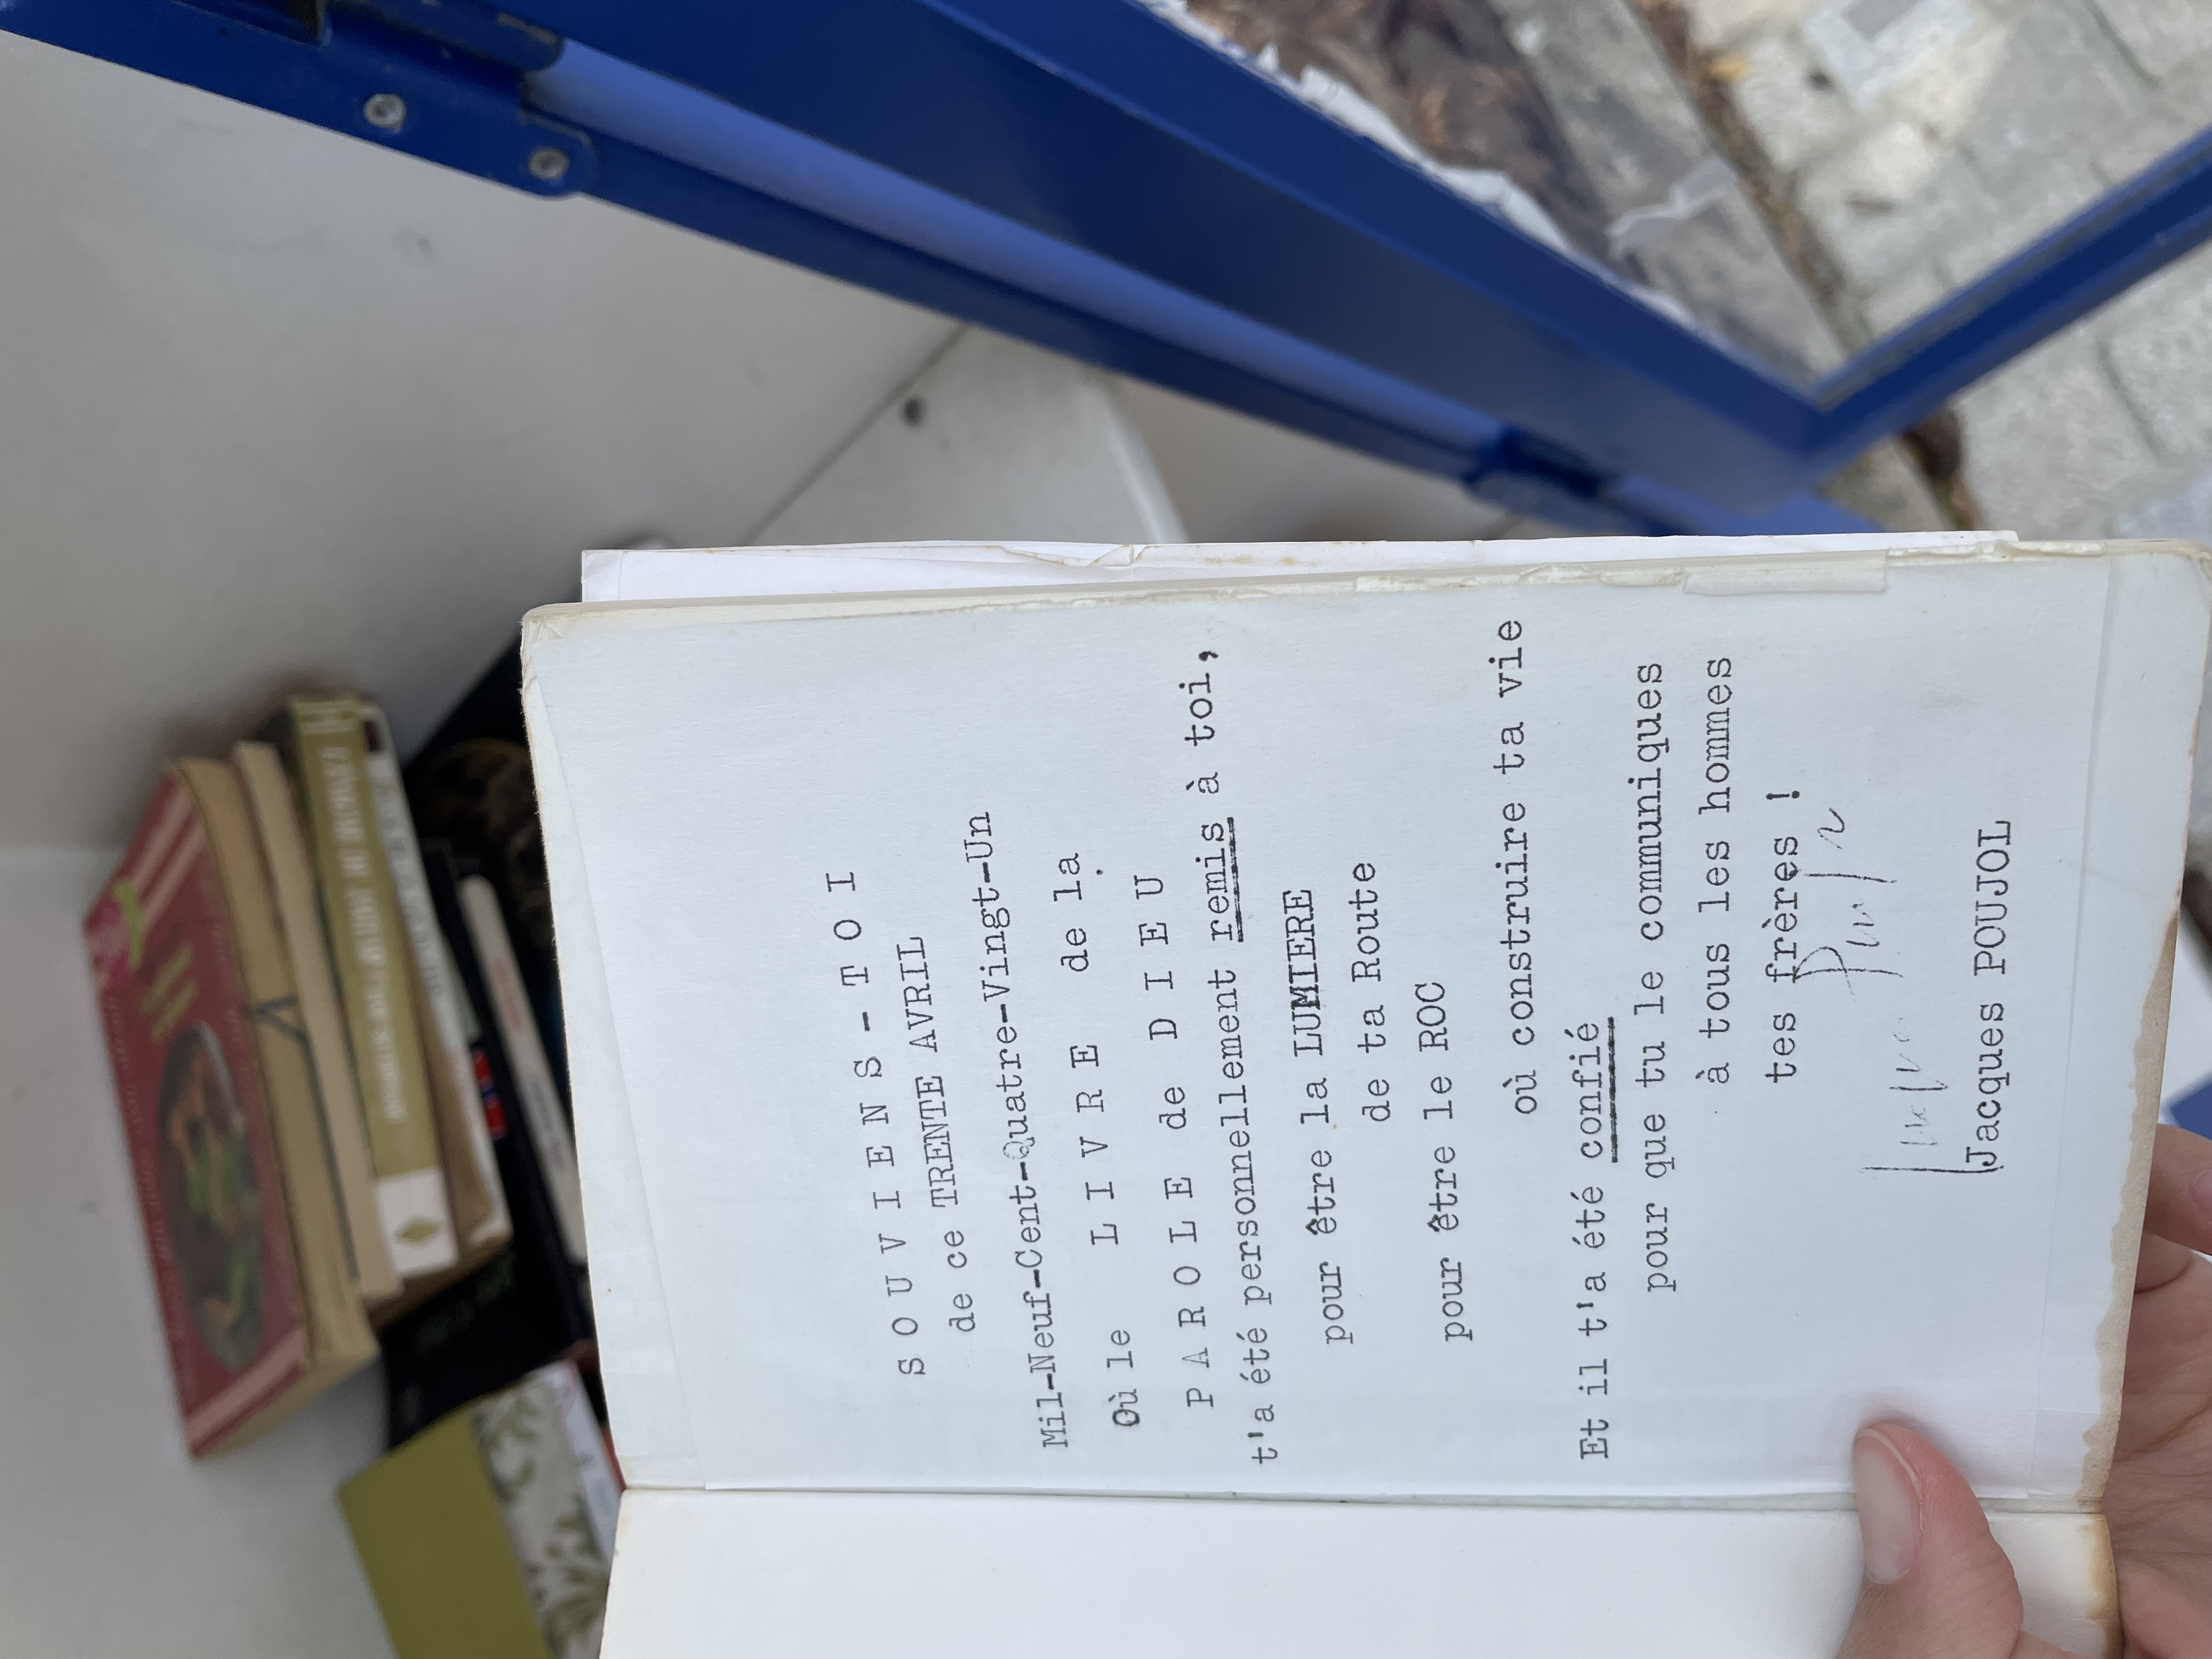 S O U V I E N S - T O I
de ce TRENTE AVRIL
Mil-Neuf-Cent-Quatre-Vingt-Un
Où le L I V R E de la
P A R O L E de D I E U
t'a été personnellement remis à toi,
pour être la LUMIERE
de ta Route
pour être le ROC
où construire ta vie
Et il t'a été confié
pour que tu le communiques
à tous les hommes
tes frères !
Jacques POUJOL